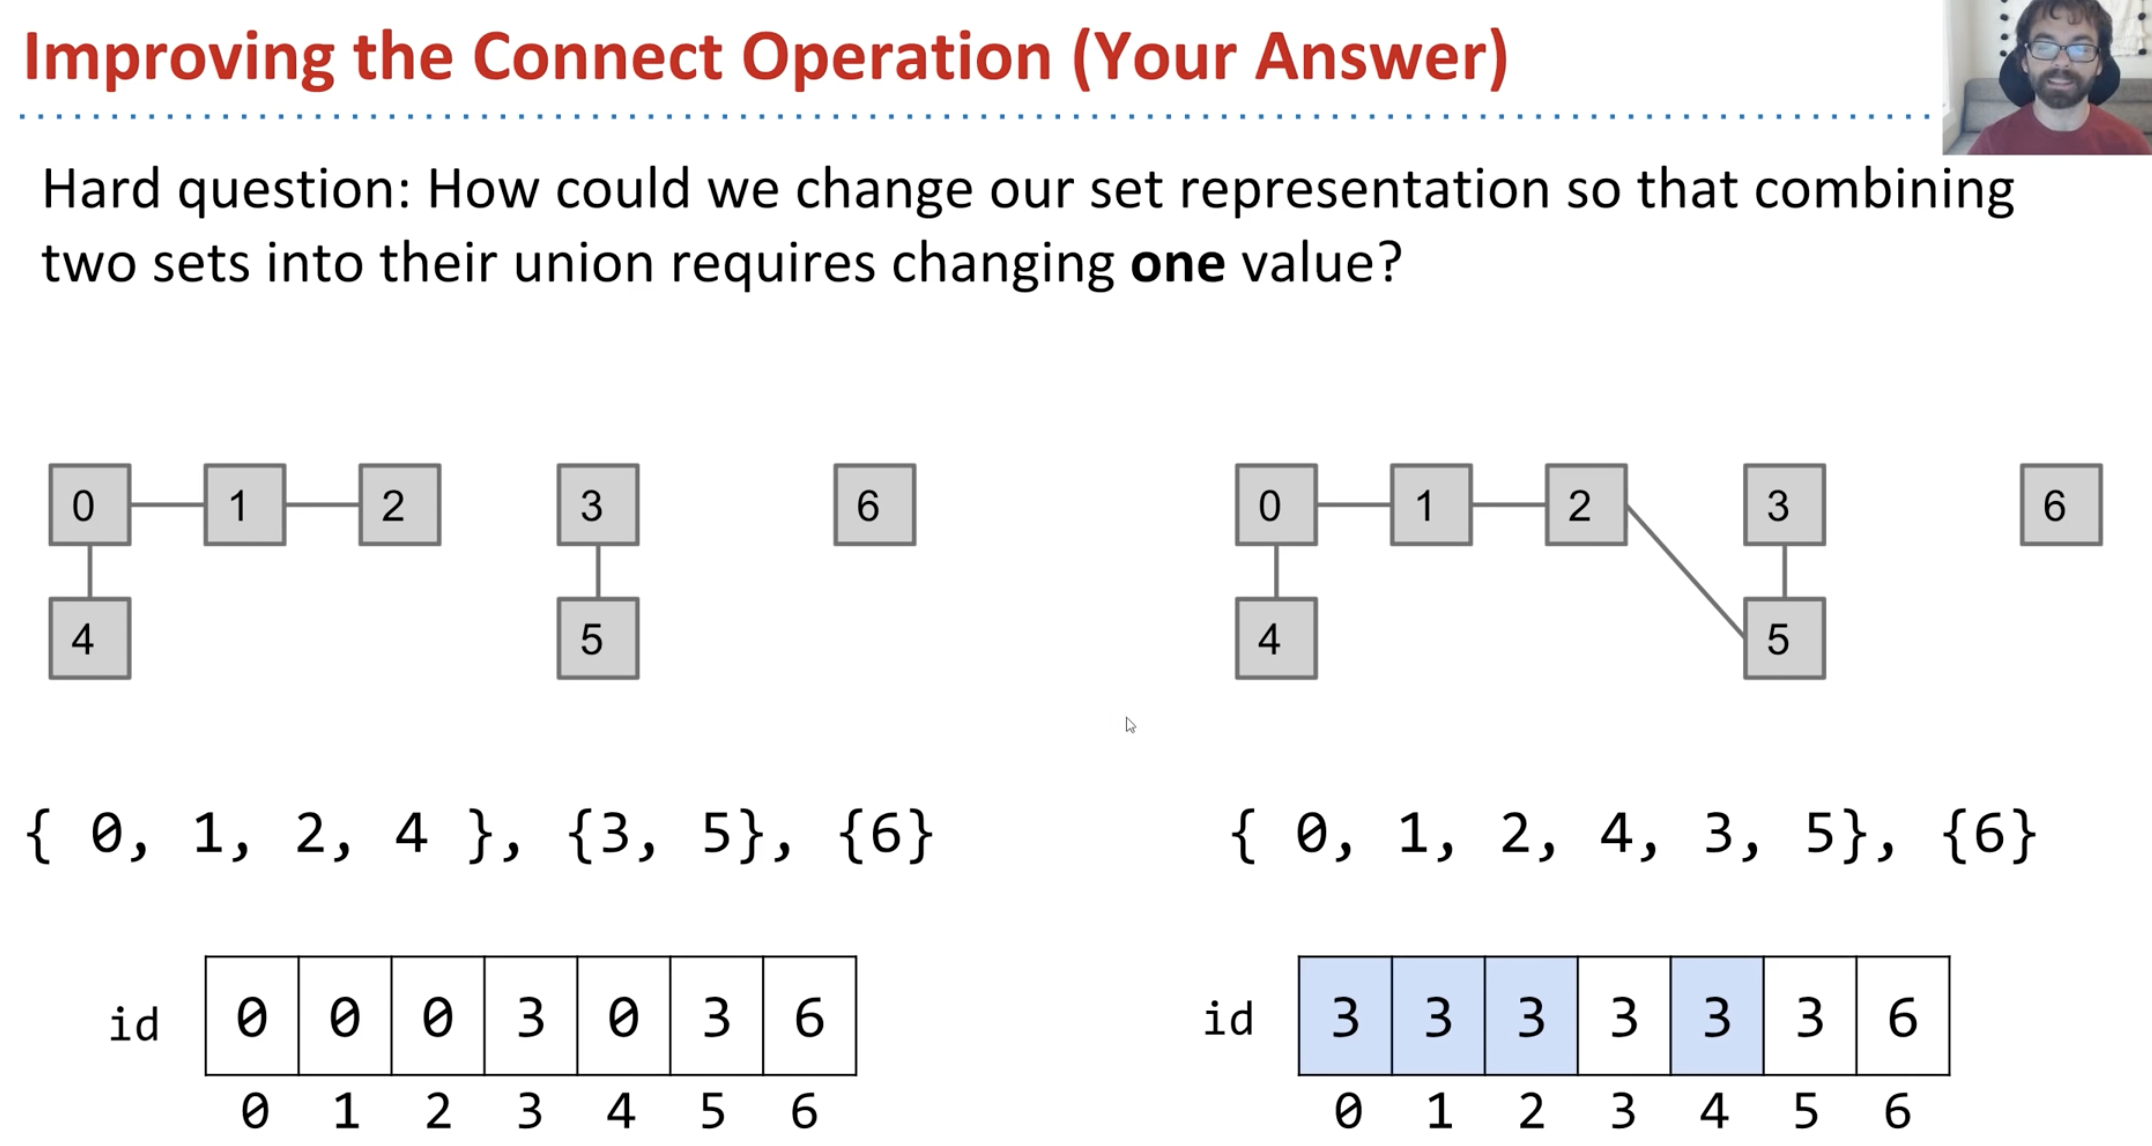 Improving the Connect Operation (Your Answer)
Hard question: How could we change our set representation so that combining
two sets into their union requires changing one value?
0 1 2 3 6
4 5
0 1 2 3 6
4 5
{ 0, 1, 2, 4 }, {3, 5}, {6}
{ 0, 1, 2, 4, 3, 5}, {6}
id 0 0 0 3 0 3 6
0 1 2 3 4 5 6
id 3 3 3 3 3 3 6
0 1 2 3 4 5 6